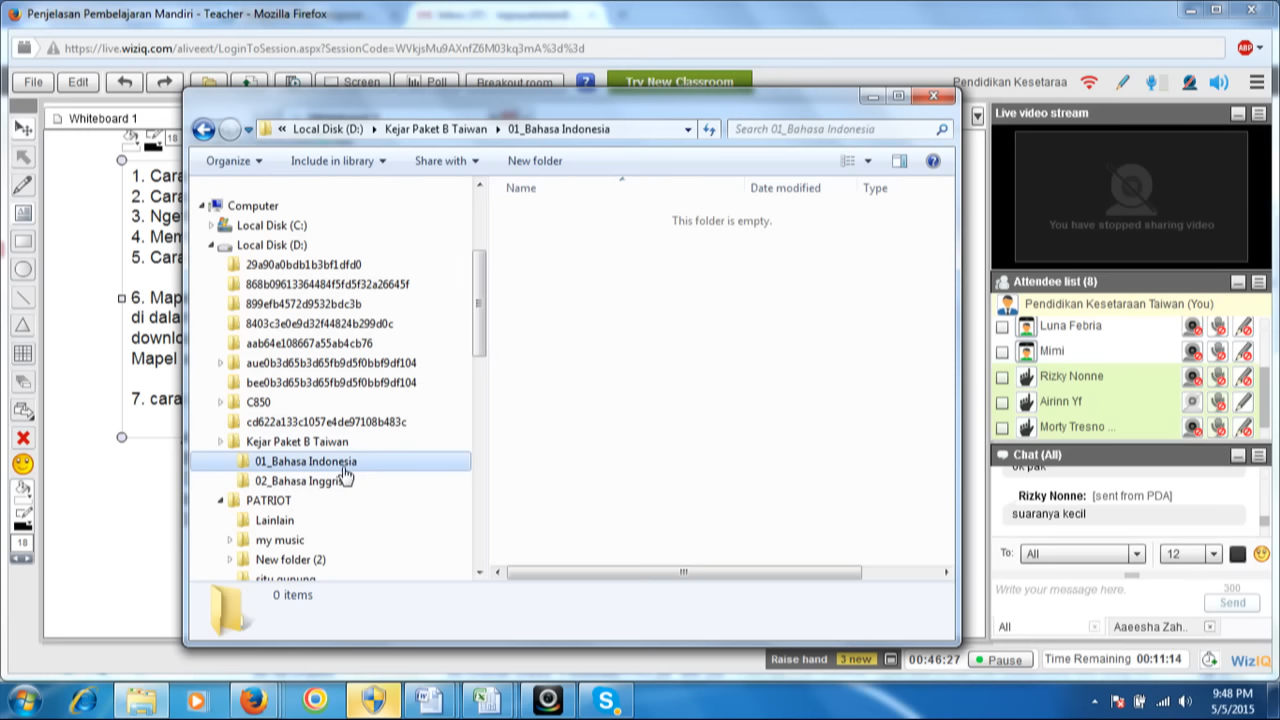 Penjelasan Pembelajaran Mandiri - Teacher - Mozilla Firefox
https://live.wiziq.com/aliveext/LoginToSession.aspx?SessionCode=WVkjsMu9AXnfZ6M03kq3mA%3d%3d
ABP
File Edit Screen Poll Breakout room ? Try New Classroom Pendidikan Kesetaraa
Whiteboard 1
18
1. Cara
2. Cara
3. Nge
4. Men
5. Cara
6. Map
di dala
downlo
Mapel
7. cara
18
« Local Disk (D:) Kejar Paket B Taiwan 01_Bahasa Indonesia
Search 01_Bahasa Indonesia
Organize Include in library Share with New folder
Computer
Local Disk (C:)
Local Disk (D:)
29a90a0bdb1b3bf1dfd0
868b09613364484f5fd5f32a26645f
899efb4572d9532bdc3b
8403c3e0e9d32f44824b299d0c
aab64e108667a55ab4cb76
aue0b3d65b3d65fb9d5f0bbf9df104
bee0b3d65b3d65fb9d5f0bbf9df104
C850
cd622a133c1057e4de97108b483c
Kejar Paket B Taiwan
01_Bahasa Indonesia
02_Bahasa Inggris
PATRIOT
Lainlain
my music
New folder (2)
situ gunung
Name Date modified Type
This folder is empty.
0 items
Live video stream
You have stopped sharing video
Attendee list (8)
Pendidikan Kesetaraan Taiwan (You)
Luna Febria
Mimi
Rizky Nonne
Airinn Yf
Morty Tresno ...
Chat (All)
ok pak
Rizky Nonne: [sent from PDA]
suaranya kecil
To: All 12
Write your message here. 300
Send
All Aaeesha Zah..
Raise hand 3 new 00:46:27 Pause Time Remaining 00:11:14 WizIQ
9:48 PM
5/5/2015